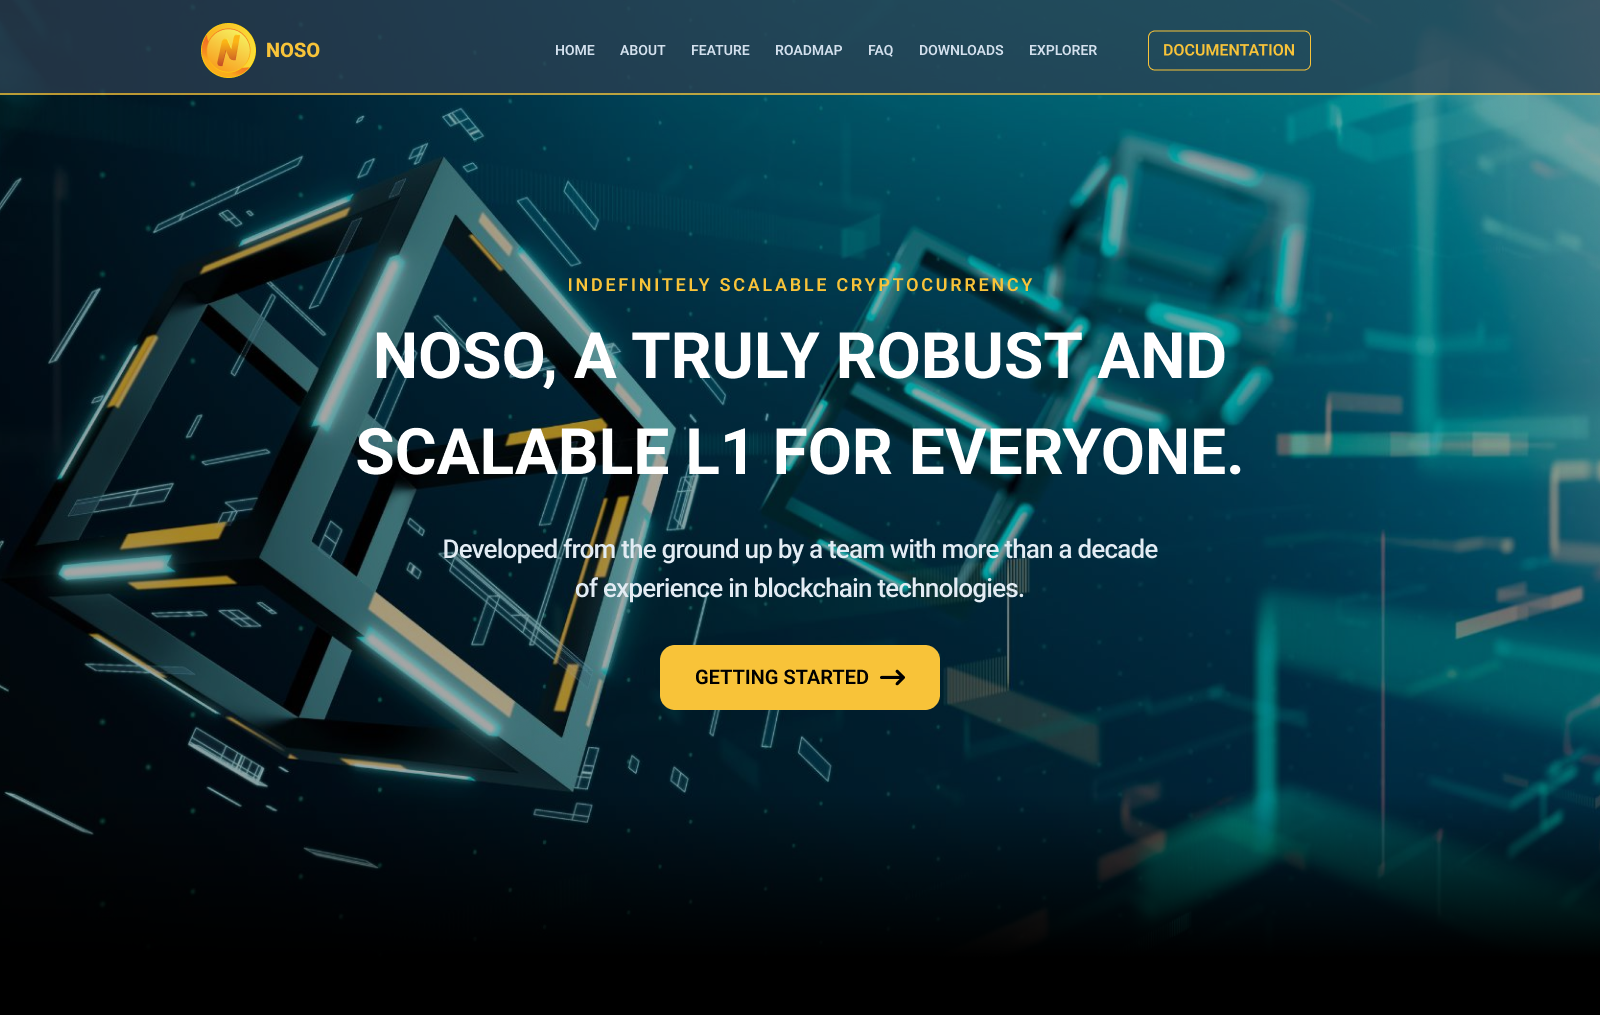 NOSO
HOME ABOUT FEATURE ROADMAP FAQ DOWNLOADS EXPLORER DOCUMENTATION
INDEFINITELY SCALABLE CRYPTOCURRENCY
NOSO, A TRULY ROBUST AND
SCALABLE L1 FOR EVERYONE.
Developed from the ground up by a team with more than a decade
of experience in blockchain technologies.
GETTING STARTED